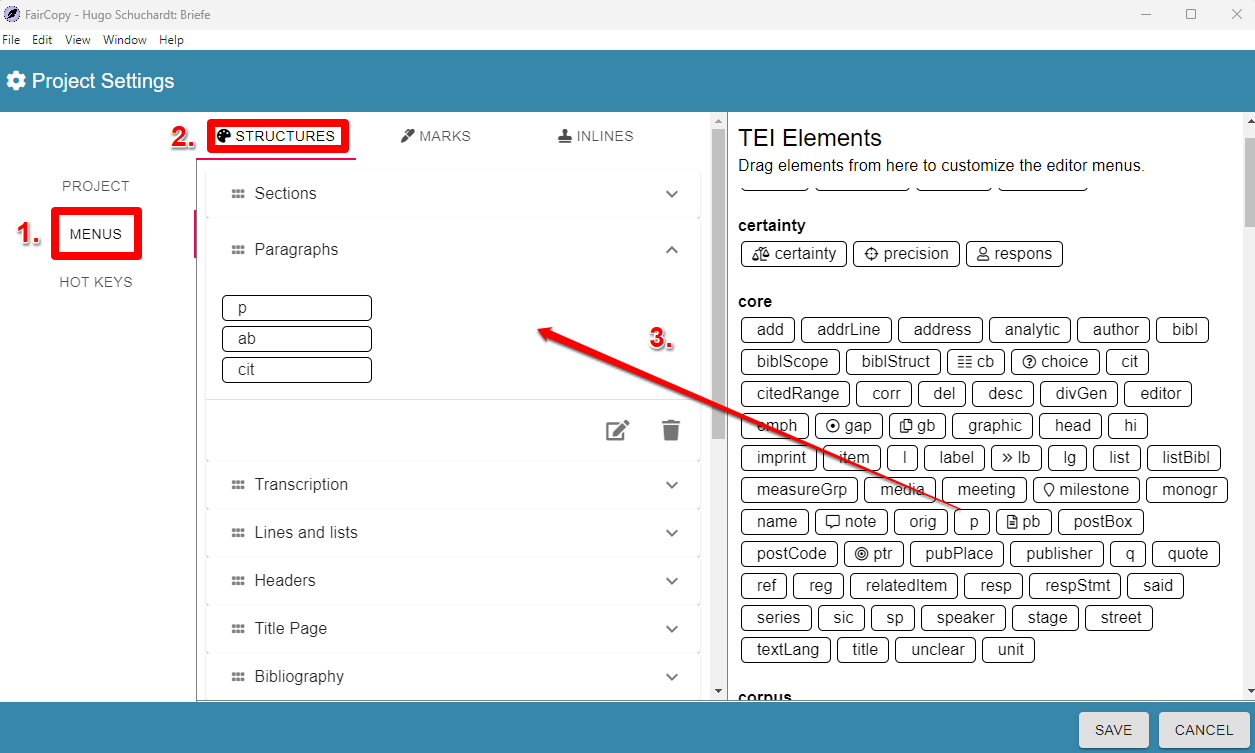 FairCopy - Hugo Schuchardt: Briefe
File Edit View Window Help
Project Settings
1.
PROJECT
MENUS
HOT KEYS
2.
STRUCTURES MARKS INLINES
Sections
Paragraphs
p
ab
cit
3.
Transcription
Lines and lists
Headers
Title Page
Bibliography
TEI Elements
Drag elements from here to customize the editor menus.
certainty
certainty precision respons
core
add addrLine address analytic author bibl
biblScope biblStruct cb choice cit
citedRange corr del desc divGen editor
emph gap gb graphic head hi
imprint item l label lb lg list listBibl
measureGrp media meeting milestone monogr
name note orig p pb postBox
postCode ptr pubPlace publisher q quote
ref reg relatedItem resp respStmt said
series sic sp speaker stage street
textLang title unclear unit
corpus
SAVE CANCEL